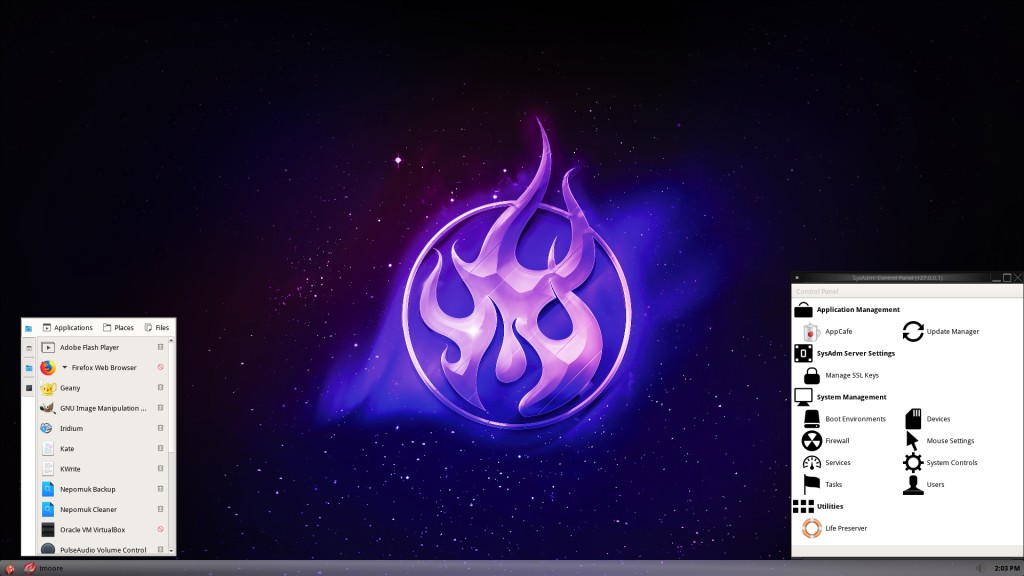 Applications Places Files
Adobe Flash Player
Firefox Web Browser
Geany
GNU Image Manipulation ...
Iridium
Kate
KWrite
Nepomuk Backup
Nepomuk Cleaner
Oracle VM VirtualBox
PulseAudio Volume Control
SysAdm: Control Panel (127.0.0.1)
Control Panel
Application Management
AppCafe Update Manager
SysAdm Server Settings
Manage SSL Keys
System Management
Boot Environments Devices
Firewall Mouse Settings
Services System Controls
Tasks Users
Utilities
Life Preserver
tmoore 2:03 PM